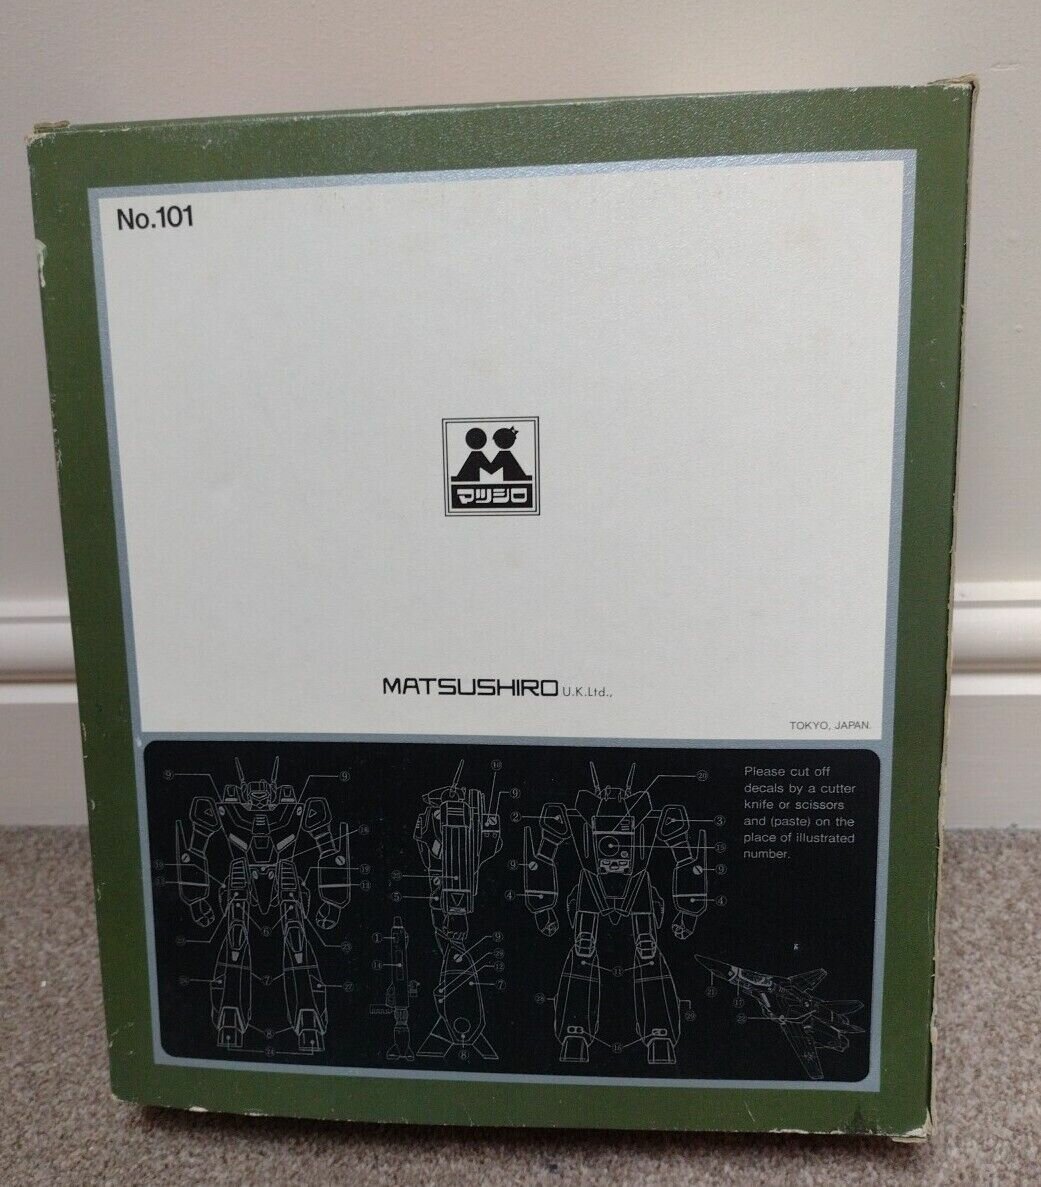 No.101
マツシロ
MATSUSHIRO U.K.Ltd.,
TOKYO, JAPAN.
Please cut off
decals by a cutter
knife or scissors
and (paste) on the
place of illustrated
number.